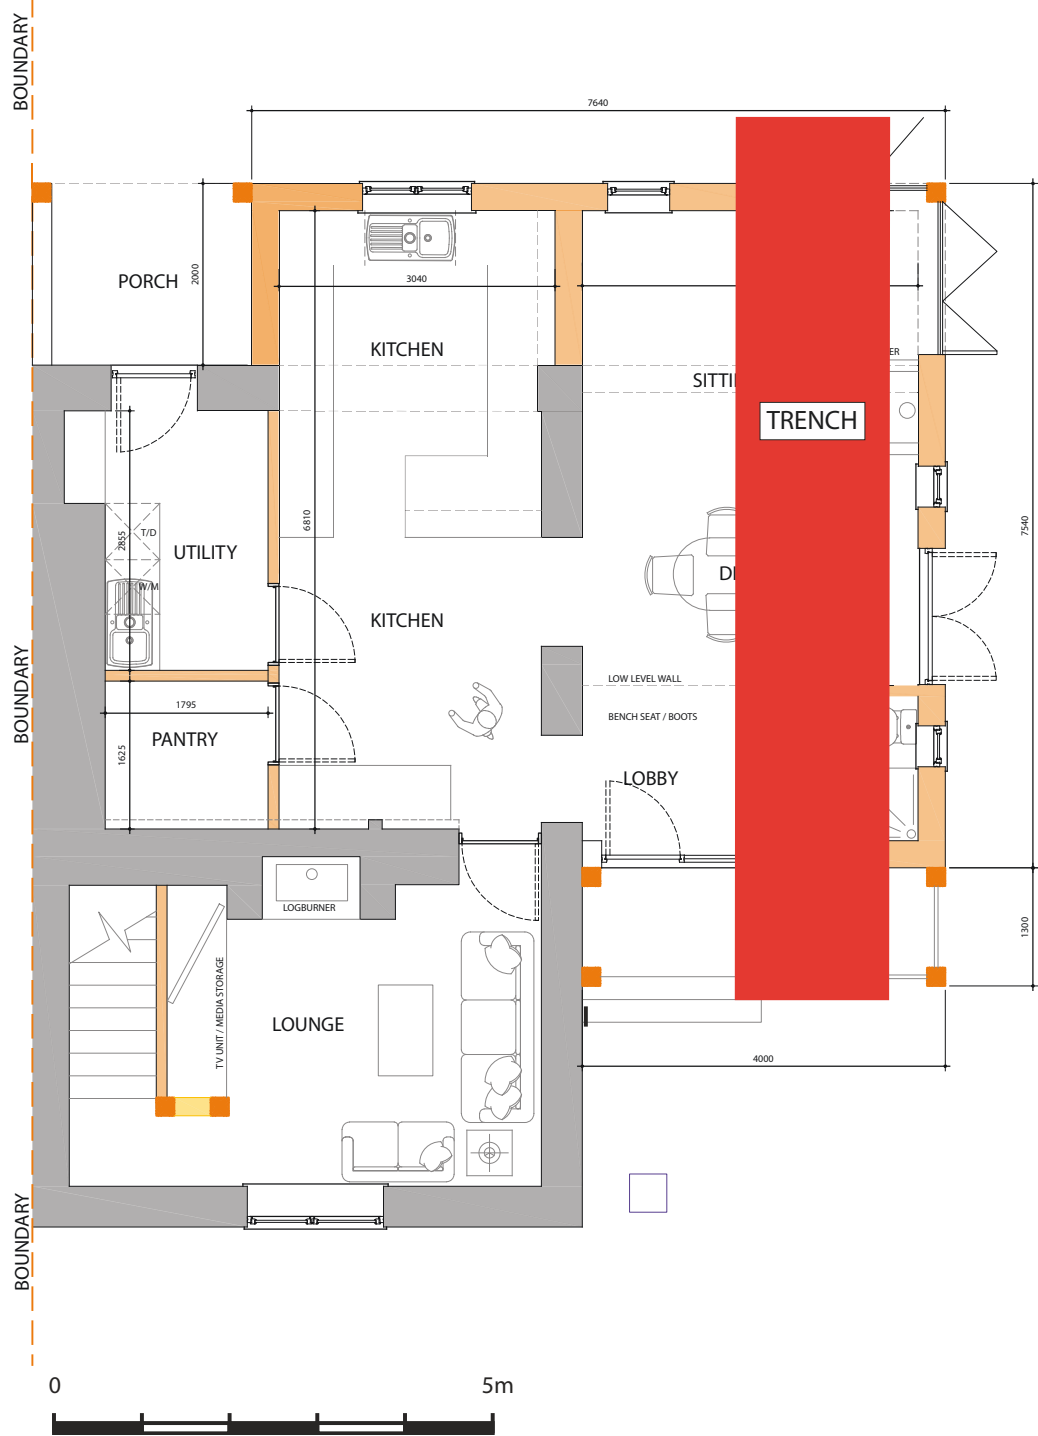 BOUNDARY
7640
PORCH
2000
3040
KITCHEN
ER
SITTI
TRENCH
6810
7540
2855
T/D
UTILITY
W/M
DI
KITCHEN
BOUNDARY
LOW LEVEL WALL
1795
BENCH SEAT / BOOTS
PANTRY
1625
LOBBY
LOGBURNER
1300
TV UNIT / MEDIA STORAGE
LOUNGE
4000
BOUNDARY
0 5m